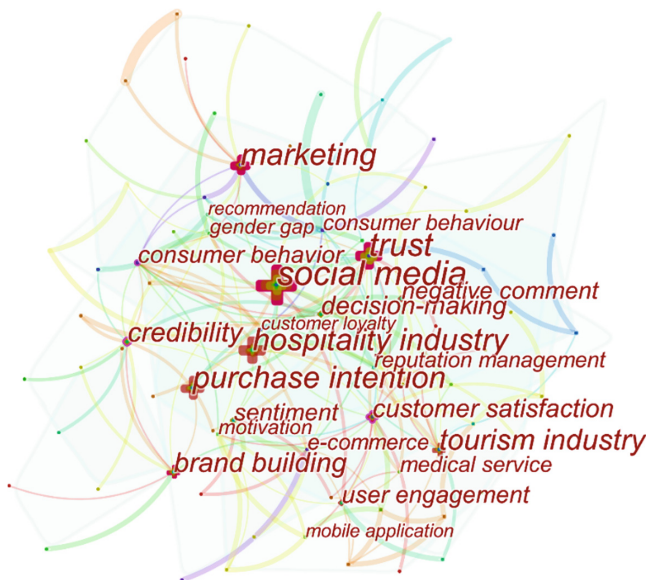 marketing
recommendation
gender gap
consumer behaviour
consumer behavior
trust
social media
negative comment
decision-making
customer loyalty
credibility
hospitality industry
reputation management
purchase intention
sentiment
customer satisfaction
motivation
e-commerce
tourism industry
brand building
medical service
user engagement
mobile application